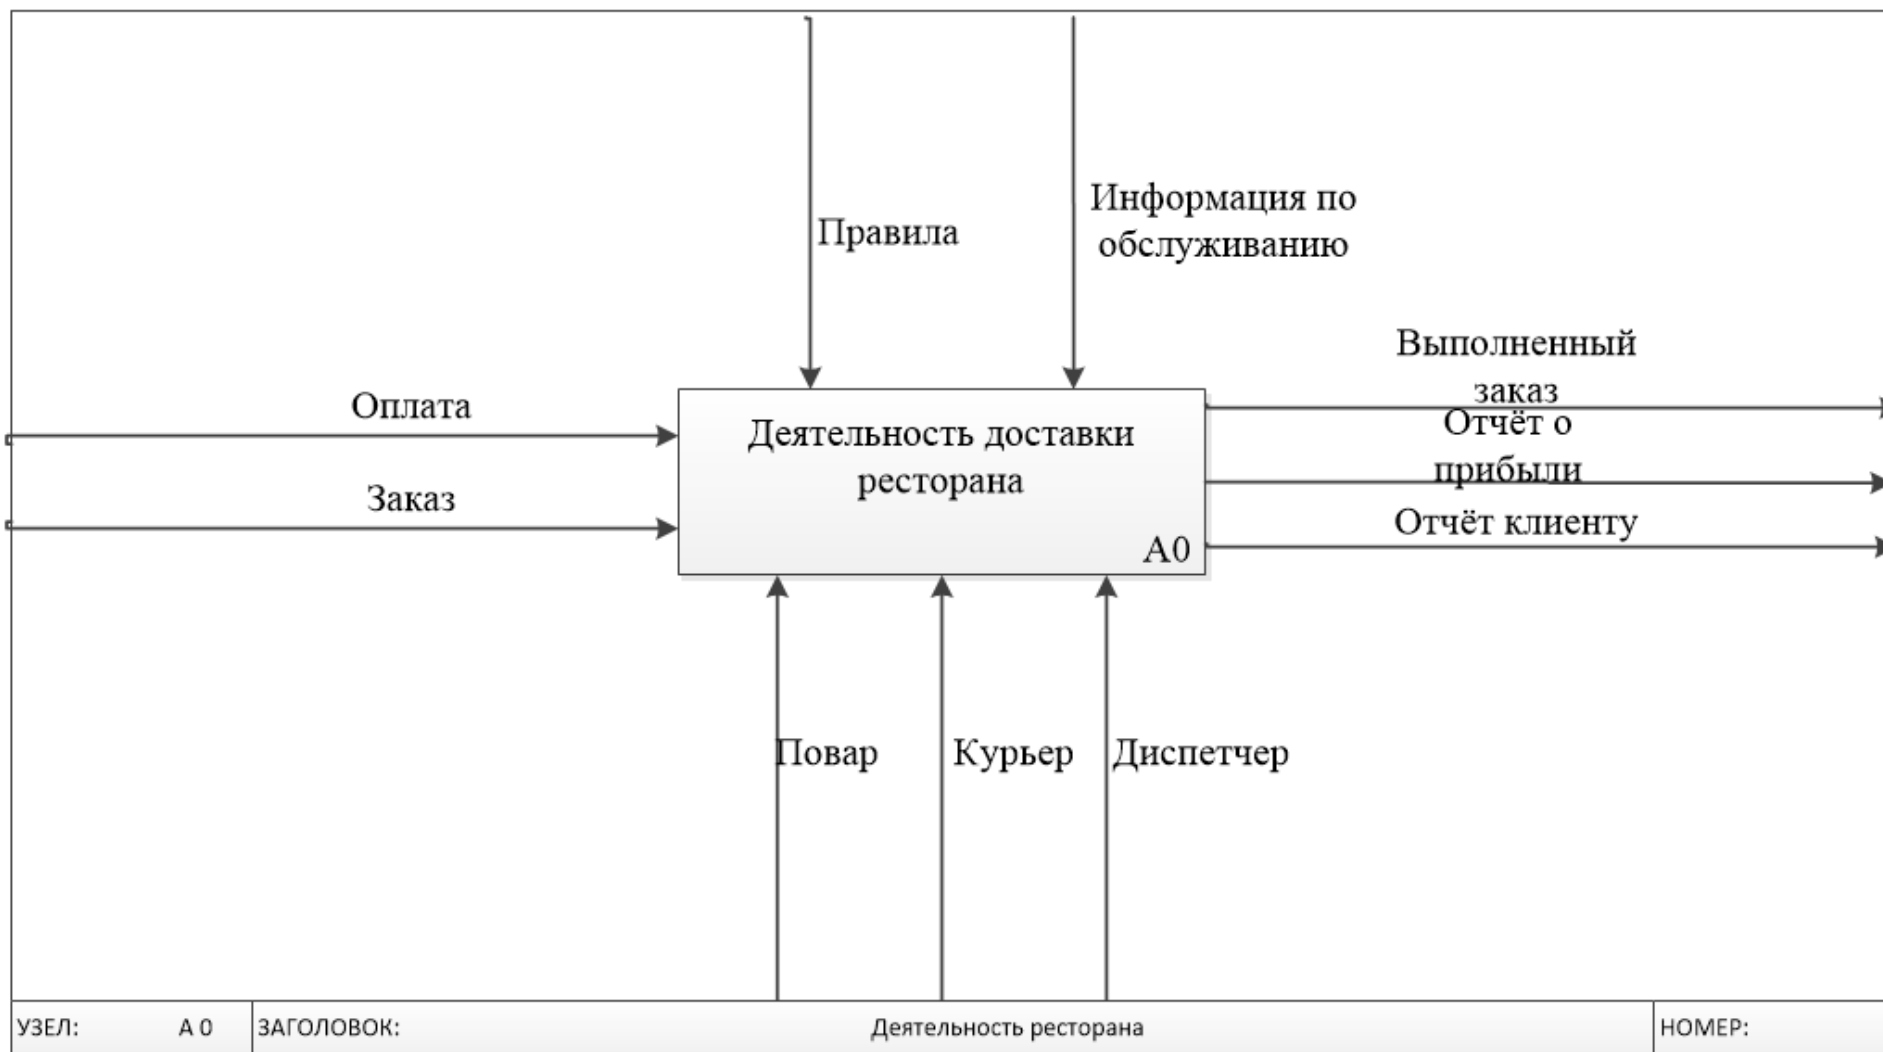 Правила
Информация по
обслуживанию
Оплата
Заказ
Деятельность доставки
ресторана
A0
Выполненный
заказ
Отчёт о
прибыли
Отчёт клиенту
Повар
Курьер
Диспетчер
УЗЕЛ: А 0
ЗАГОЛОВОК: Деятельность ресторана
НОМЕР: